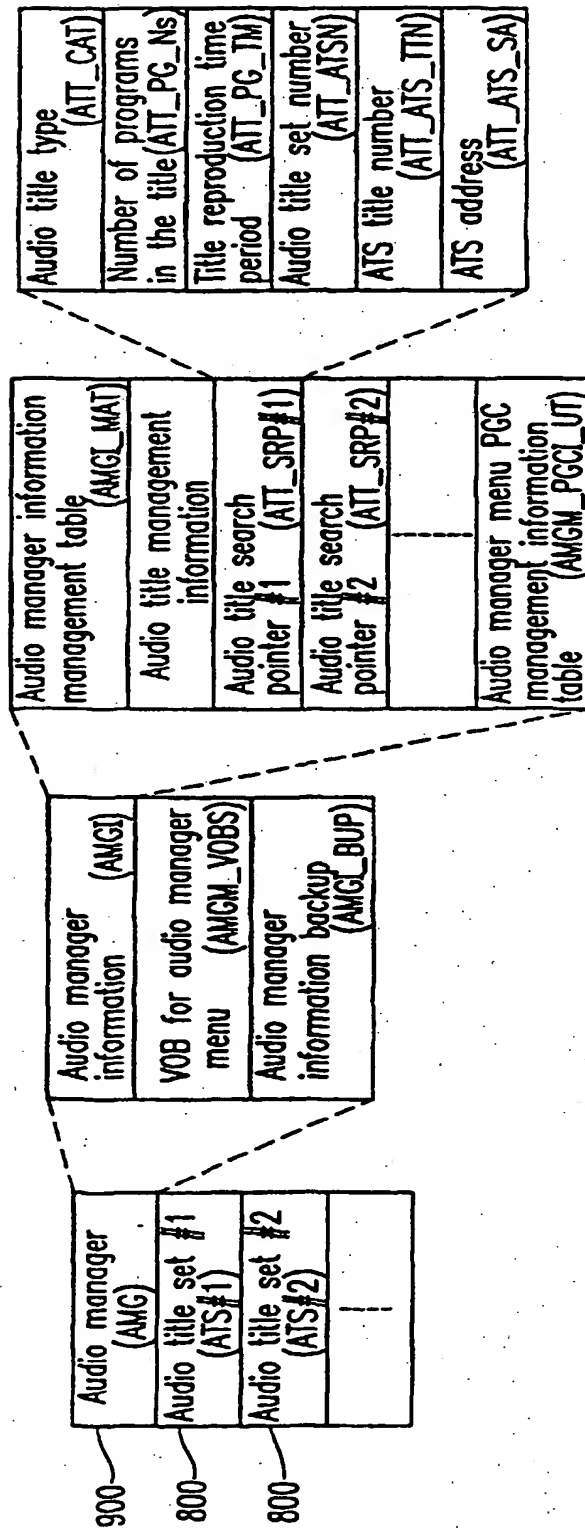 900
800
800
Audio manager
(AMG)
Audio title set #1
(ATS#1)
Audio title set #2
(ATS#2)
Audio manager
information (AMGI)
VOB for audio manager
menu (AMGM_VOBS)
Audio manager
information backup
(AMGI_BUP)
Audio manager information
management table
(AMGI_MAT)
Audio title management
information
Audio title search
pointer #1 (ATT_SRP#1)
Audio title search
pointer #2 (ATT_SRP#2)
Audio manager menu PGC
management information
table (AMGM_PGCI_UT)
Audio title type
(ATT_CAT)
Number of programs
in the title (ATT_PG_Ns)
Title reproduction time
period (ATT_PG_TM)
Audio title set number
(ATT_ATSN)
ATS title number
(ATT_ATS_TTN)
ATS address
(ATT_ATS_SA)